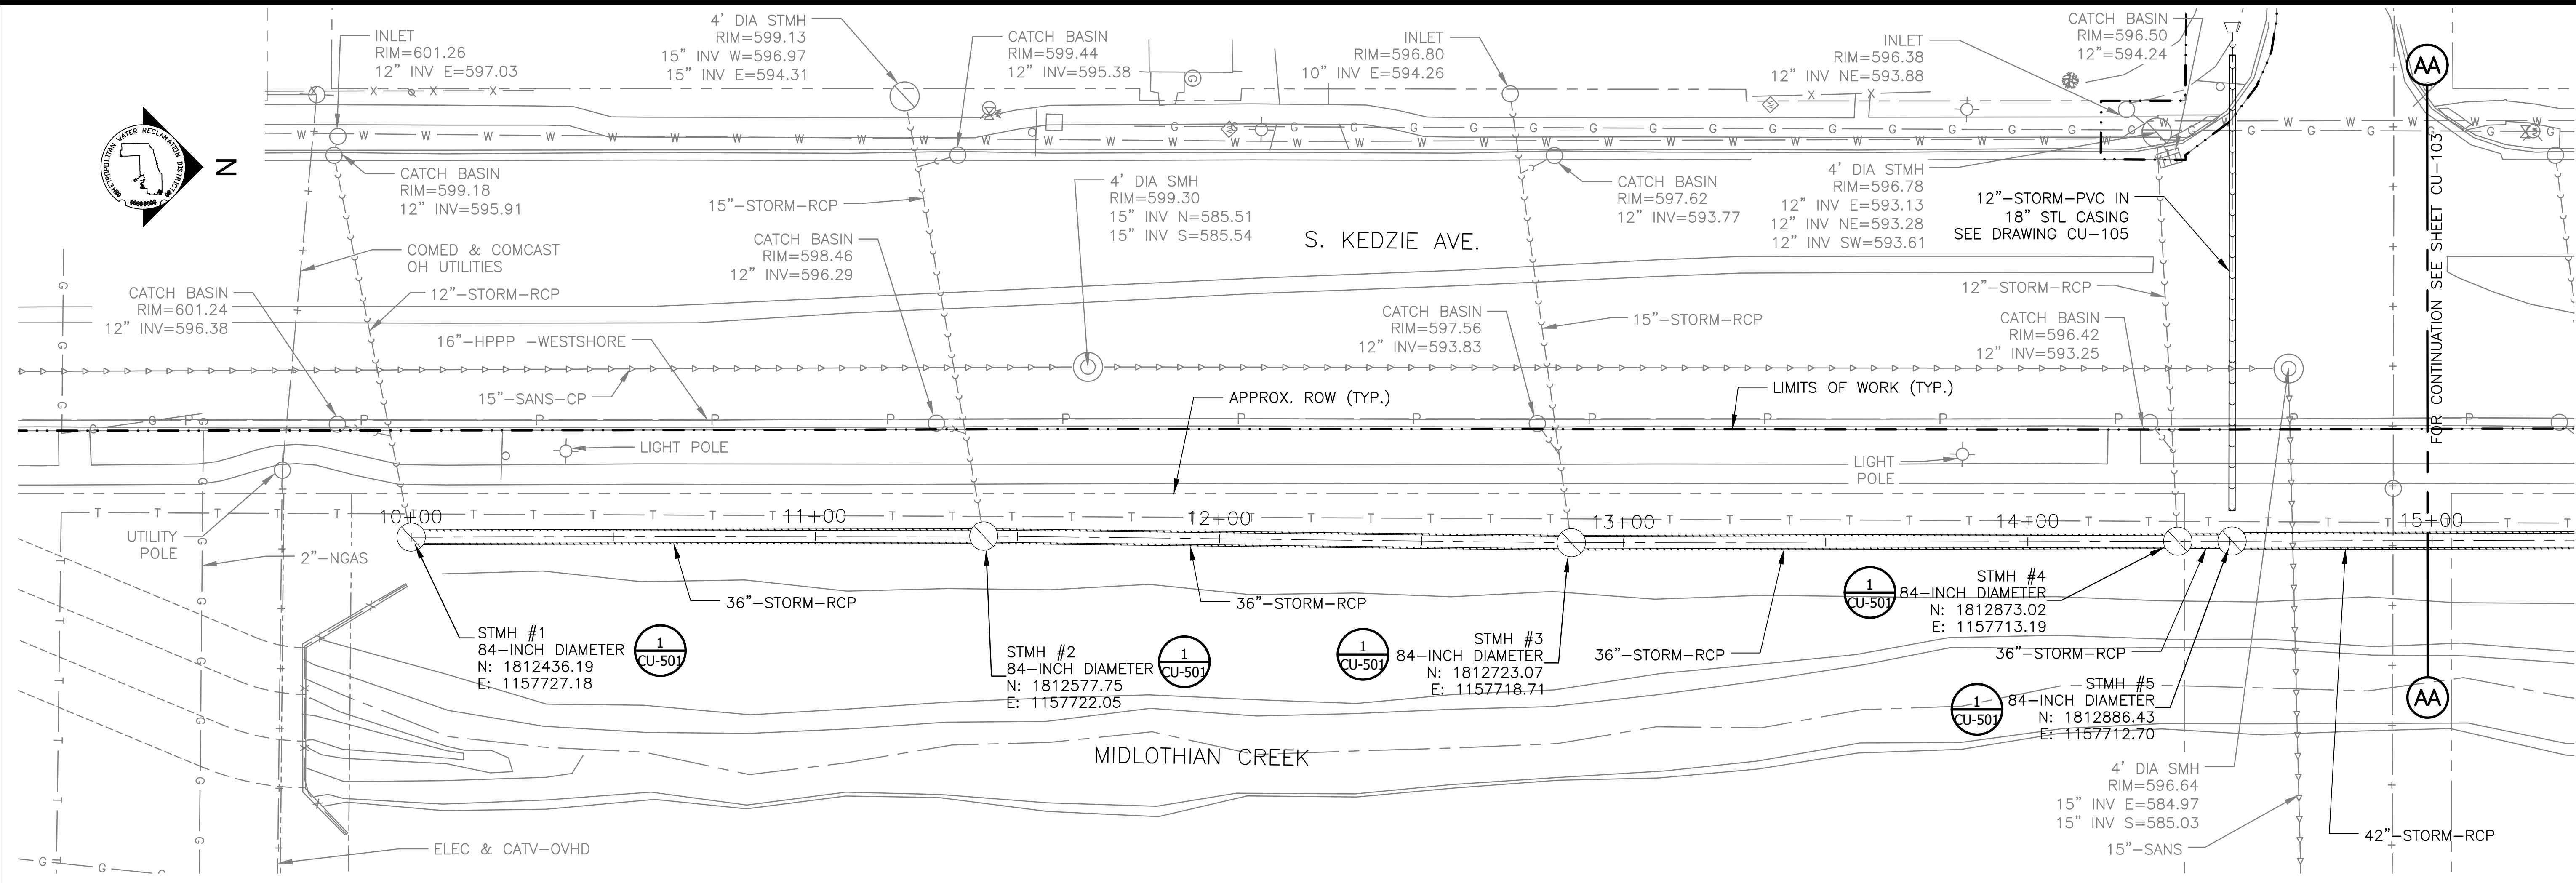 INLET
RIM=601.26
12" INV E=597.03
4' DIA STMH
RIM=599.13
15" INV W=596.97
15" INV E=594.31
CATCH BASIN
RIM=599.44
12" INV=595.38
INLET
RIM=596.80
10" INV E=594.26
INLET
RIM=596.38
12" INV NE=593.88
CATCH BASIN
RIM=596.50
12"=594.24
AA
METROPOLITAN WATER RECLAMATION DISTRICT
N
CATCH BASIN
RIM=599.18
12" INV=595.91
15"-STORM-RCP
4' DIA SMH
RIM=599.30
15" INV N=585.51
15" INV S=585.54
S. KEDZIE AVE.
CATCH BASIN
RIM=597.62
12" INV=593.77
4' DIA STMH
RIM=596.78
12" INV E=593.13
12" INV NE=593.28
12" INV SW=593.61
12"-STORM-PVC IN
18" STL CASING
SEE DRAWING CU-105
FOR CONTINUATION SEE SHEET CU-103
COMED & COMCAST
OH UTILITIES
CATCH BASIN
RIM=598.46
12" INV=596.29
CATCH BASIN
RIM=601.24
12" INV=596.38
12"-STORM-RCP
16"-HPPP -WESTSHORE
15"-SANS-CP
CATCH BASIN
RIM=597.56
12" INV=593.83
15"-STORM-RCP
12"-STORM-RCP
CATCH BASIN
RIM=596.42
12" INV=593.25
APPROX. ROW (TYP.)
LIMITS OF WORK (TYP.)
LIGHT POLE
LIGHT
POLE
10+00
11+00
12+00
13+00
14+00
15+00
UTILITY
POLE
2"-NGAS
36"-STORM-RCP
36"-STORM-RCP
36"-STORM-RCP
36"-STORM-RCP
STMH #1
84-INCH DIAMETER
N: 1812436.19
E: 1157727.18
1
CU-501
STMH #2
84-INCH DIAMETER
N: 1812577.75
E: 1157722.05
1
CU-501
1
CU-501
STMH #3
84-INCH DIAMETER
N: 1812723.07
E: 1157718.71
1
CU-501
STMH #4
84-INCH DIAMETER
N: 1812873.02
E: 1157713.19
1
CU-501
STMH #5
84-INCH DIAMETER
N: 1812886.43
E: 1157712.70
AA
MIDLOTHIAN CREEK
4' DIA SMH
RIM=596.64
15" INV E=584.97
15" INV S=585.03
15"-SANS
42"-STORM-RCP
ELEC & CATV-OVHD